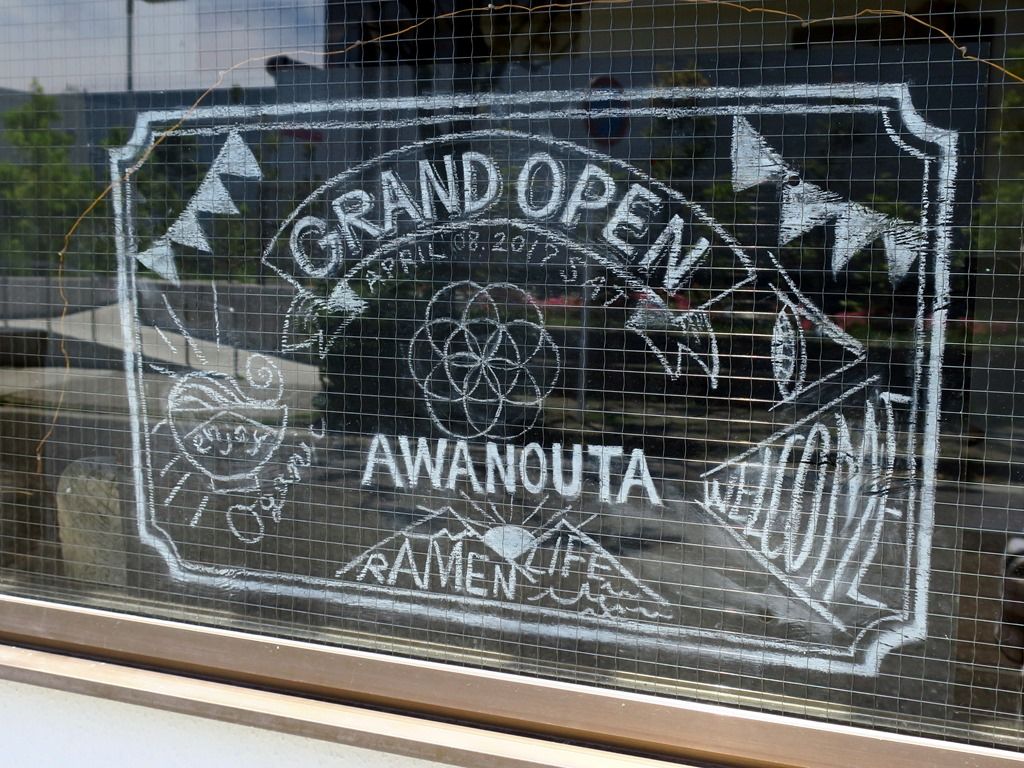 GRAND OPEN
APRIL 08.2017
enjoy
AWANOUTA
WELCOME
RAMEN LIFE